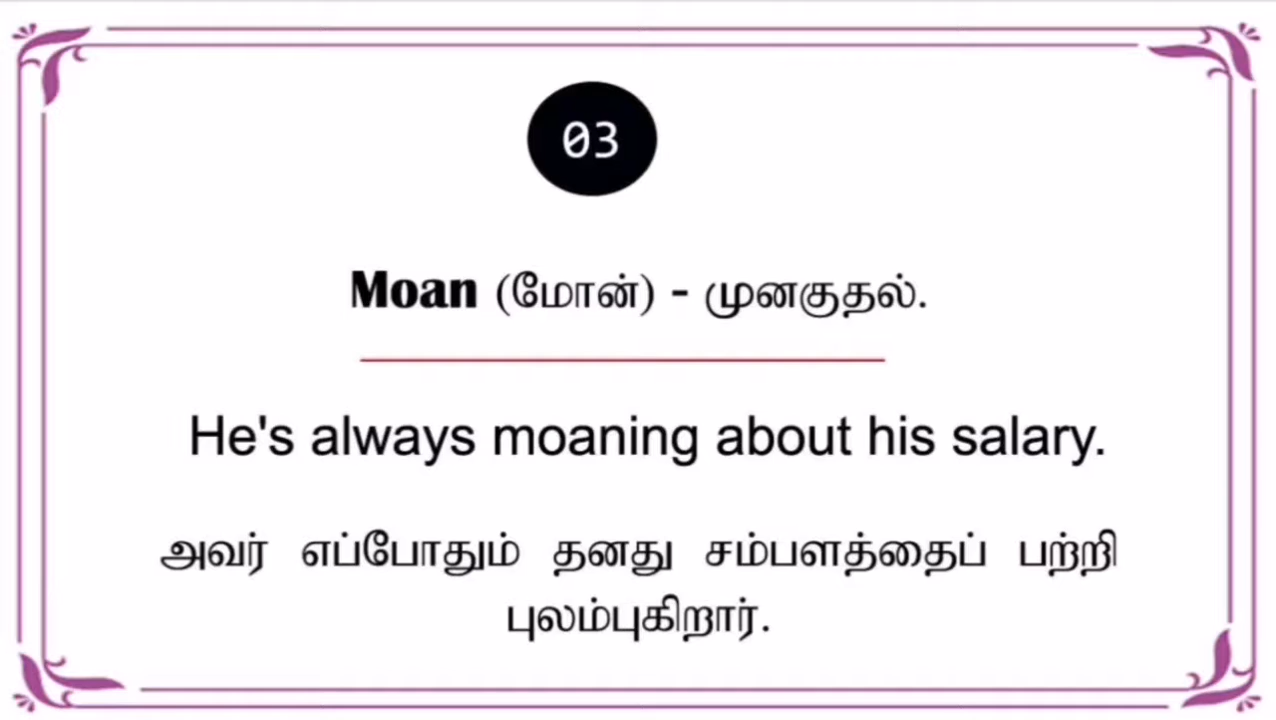 03
Moan (மோன்) - முனகுதல்.
He's always moaning about his salary.
அவர் எப்போதும் தனது சம்பளத்தைப் பற்றி
புலம்புகிறார்.